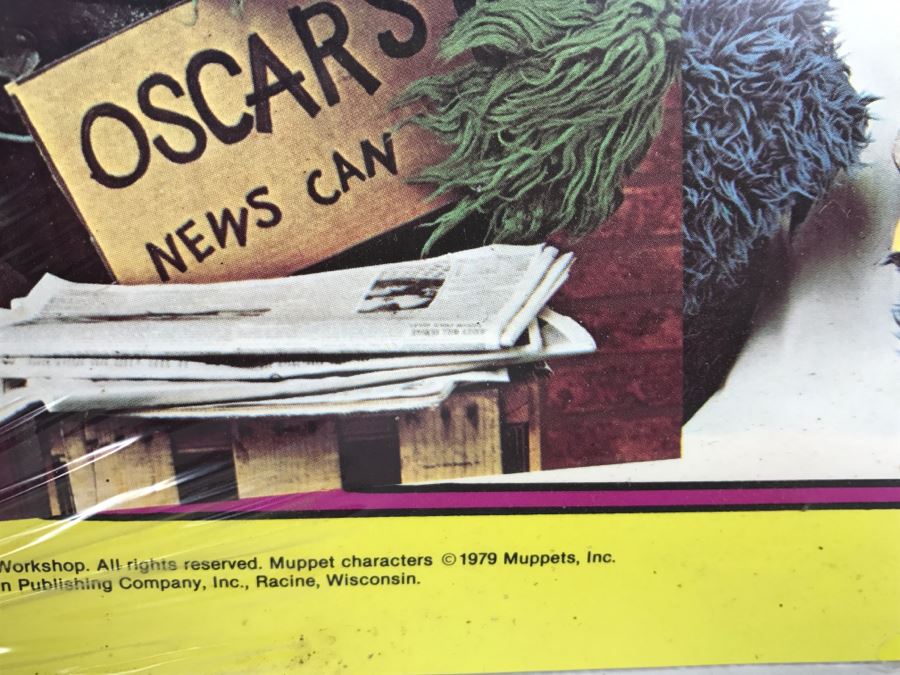 OSCAR'S
NEWS CAN
Workshop. All rights reserved. Muppet characters ©1979 Muppets, Inc.
n Publishing Company, Inc., Racine, Wisconsin.